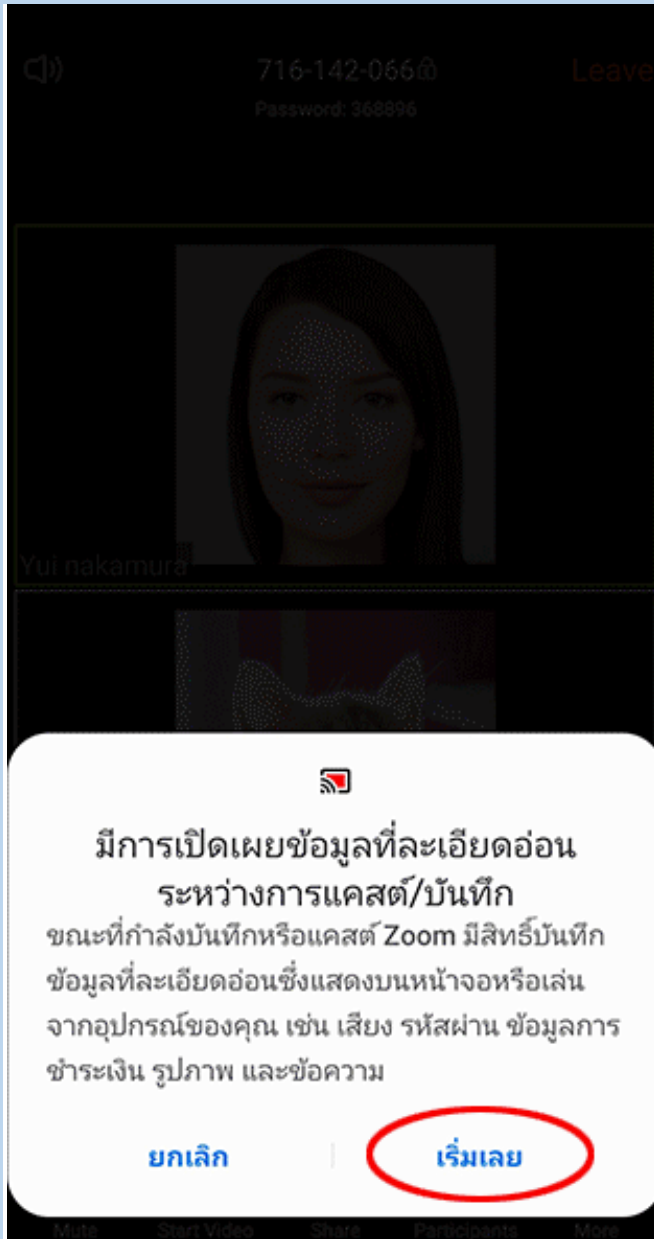 716-142-066
Leave
Password: 368896
Yui nakamura
มีการเปิดเผยข้อมูลที่ละเอียดอ่อน
ระหว่างการแคสต์/บันทึก
ขณะที่กำลังบันทึกหรือแคสต์ Zoom มีสิทธิ์บันทึก
ข้อมูลที่ละเอียดอ่อนซึ่งแสดงบนหน้าจอหรือเล่น
จากอุปกรณ์ของคุณ เช่น เสียง รหัสผ่าน ข้อมูลการ
ชำระเงิน รูปภาพ และข้อความ
ยกเลิก
เริ่มเลย
Mute Start Video Share Participants More